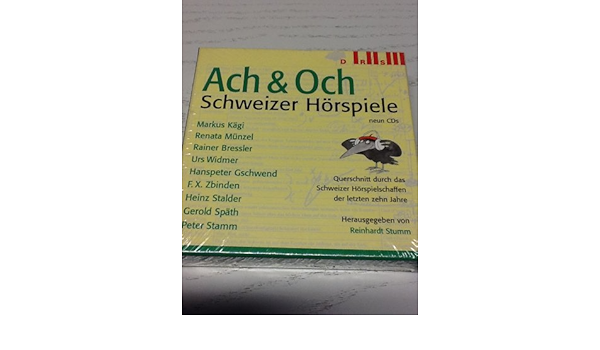 D R S
Ach & Och
Schweizer Hörspiele
neun CDs
Markus Kägi
Renata Münzel
Rainer Bressler
Urs Widmer
Hanspeter Gschwend
F.X. Zbinden
Heinz Stalder
Gerold Späth
Peter Stamm
Querschnitt durch das
Schweizer Hörspielschaffen
der letzten zehn Jahre
Herausgegeben von
Reinhardt Stumm